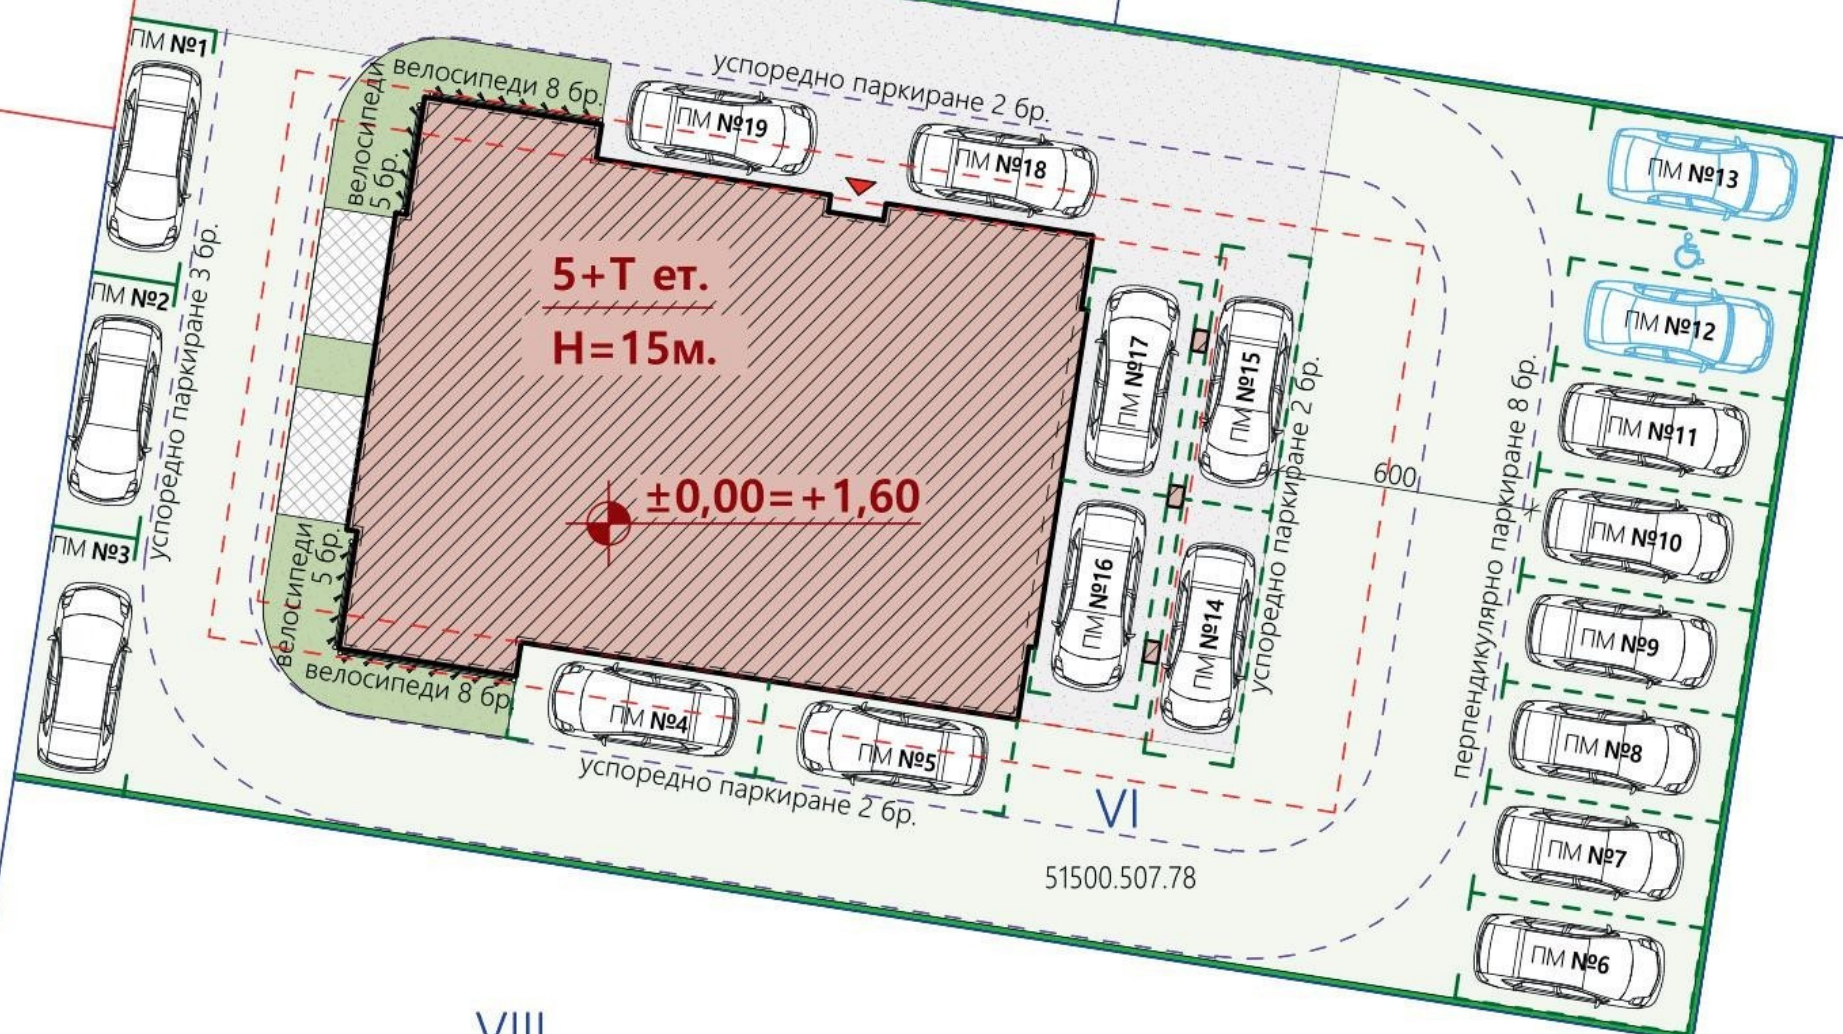 ПМ №1
велосипеди 8 бр.
велосипеди
5 бр.
успоредно паркиране 2 бр.
ПМ №19
ПМ №18
ПМ №13
ПМ №12
ПМ №2
успоредно паркиране 3 бр.
5+Т ет.
H=15м.
±0,00=+1,60
ПМ №17
ПМ №15
успоредно паркиране 2 бр.
600
перпендикулярно паркиране 8 бр.
ПМ №11
ПМ №10
ПМ №3
велосипеди
5 бр.
ПМ №16
ПМ №14
ПМ №9
велосипеди 8 бр.
ПМ №4
ПМ №5
успоредно паркиране 2 бр.
ПМ №8
VI
51500.507.78
ПМ №7
ПМ №6
VIII